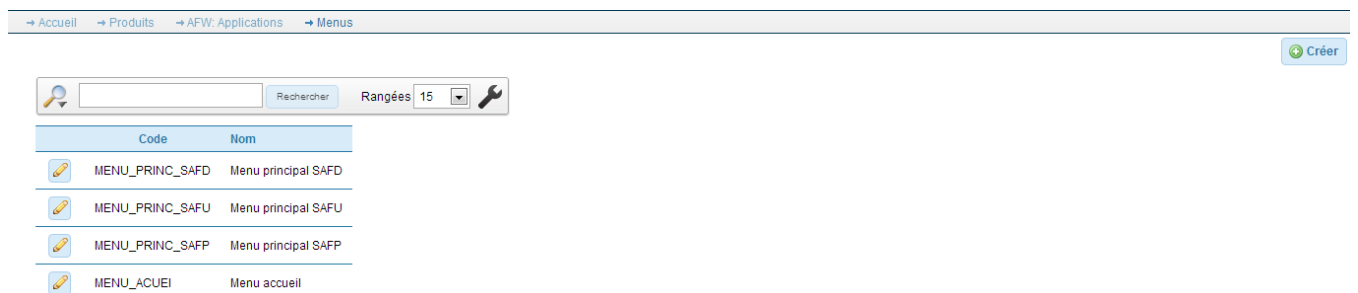 Accueil Produits AFW: Applications Menus
Créer
Rechercher Rangées 15
Code Nom
MENU_PRINC_SAFD Menu principal SAFD
MENU_PRINC_SAFU Menu principal SAFU
MENU_PRINC_SAFP Menu principal SAFP
MENU_ACUEI Menu accueil